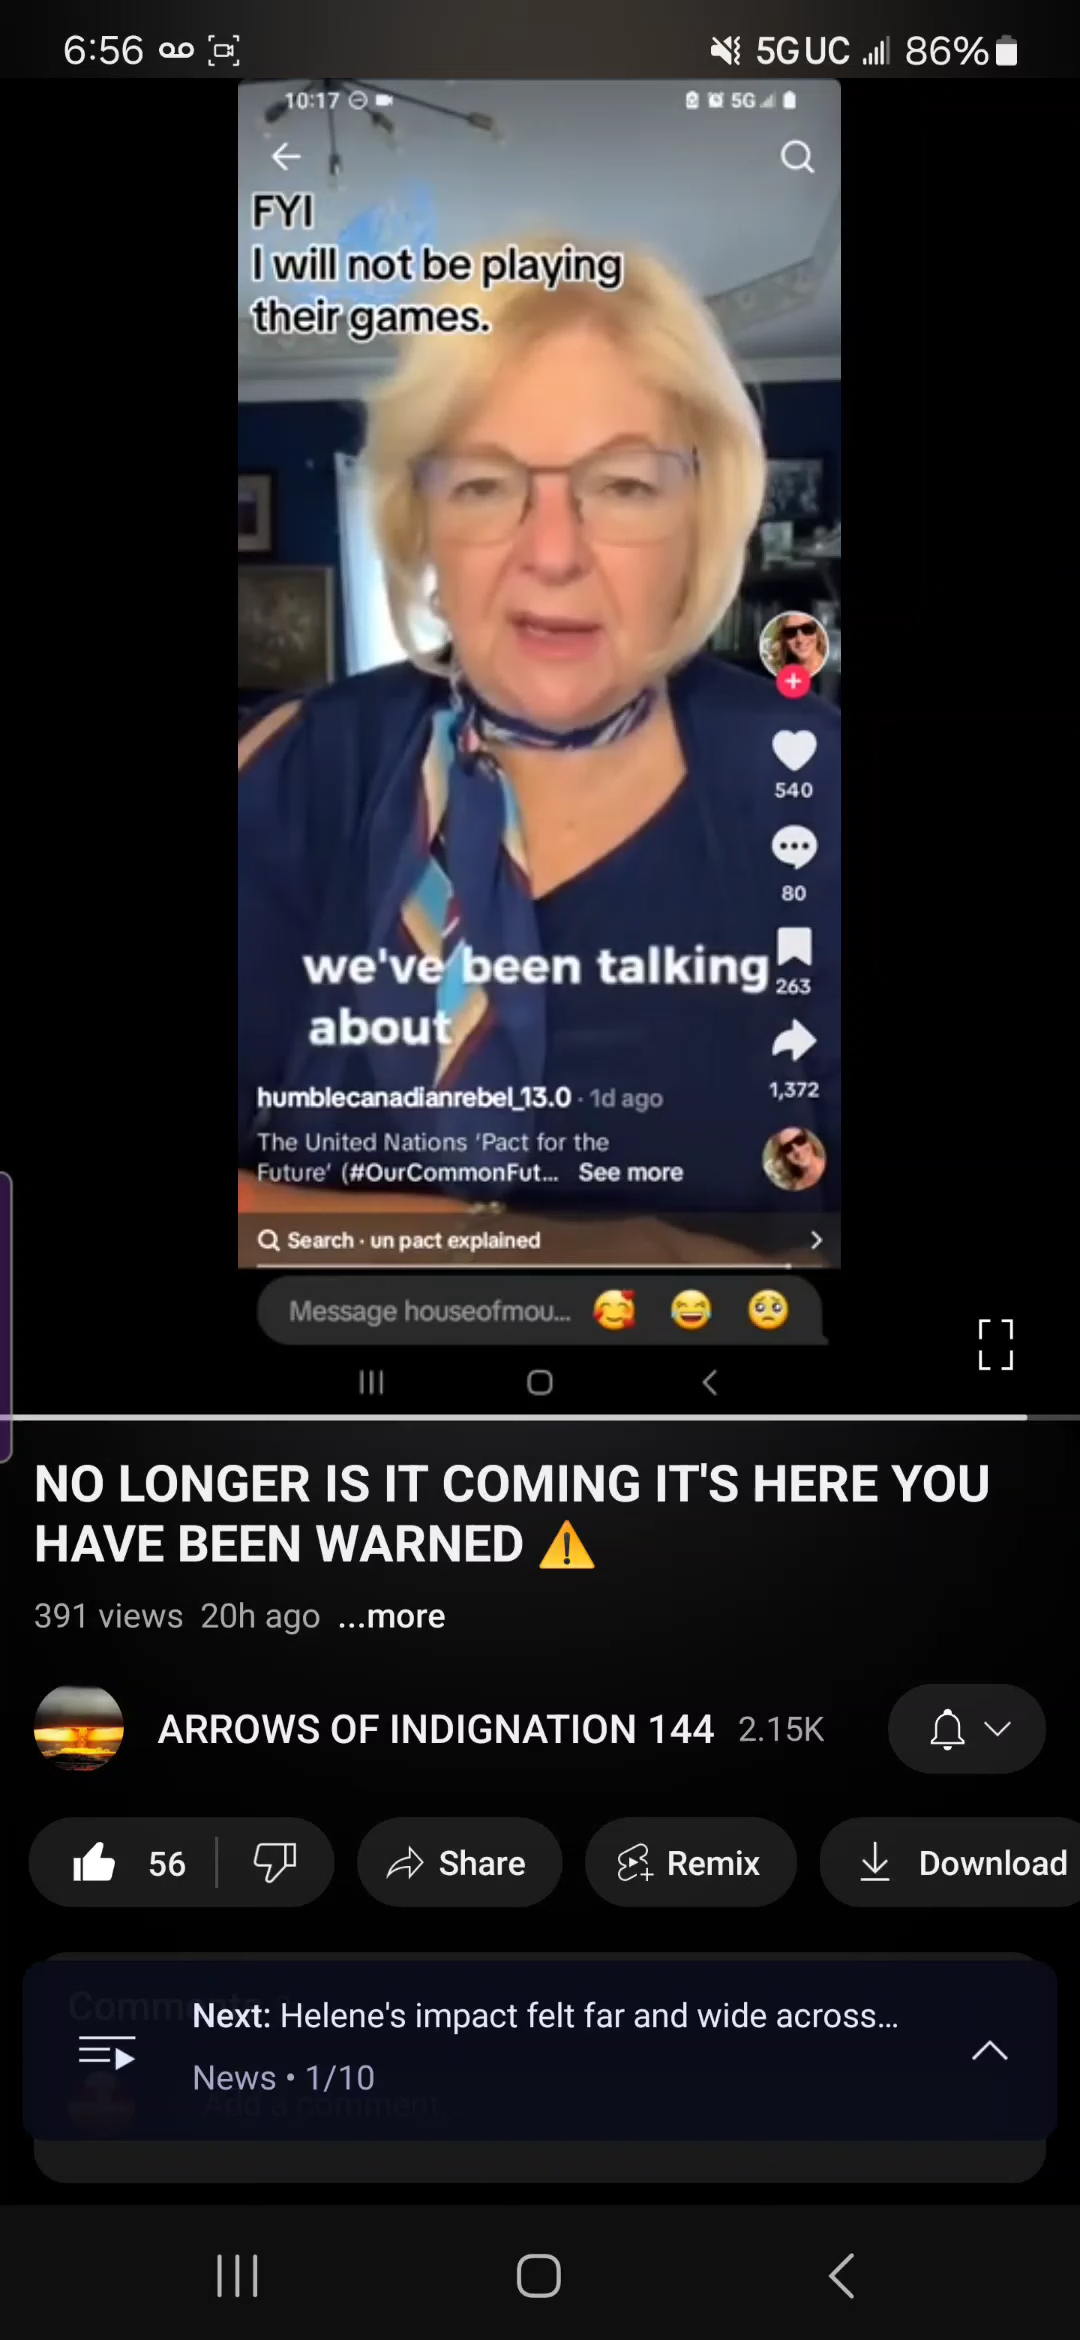 6:56
5G UC
86%
10:17
5G
FYI
I will not be playing
their games.
540
80
we've been talking
about
263
1,372
humblecanadianrebel_13.0 · 1d ago
The United Nations ‘Pact for the
Future’ (#OurCommonFut... See more
Search · un pact explained
Message houseofmou...
NO LONGER IS IT COMING IT'S HERE YOU
HAVE BEEN WARNED ⚠️
391 views 20h ago ...more
ARROWS OF INDIGNATION 144 2.15K
56
Share
Remix
Download
Next: Helene's impact felt far and wide across...
News • 1/10
Add a comment...